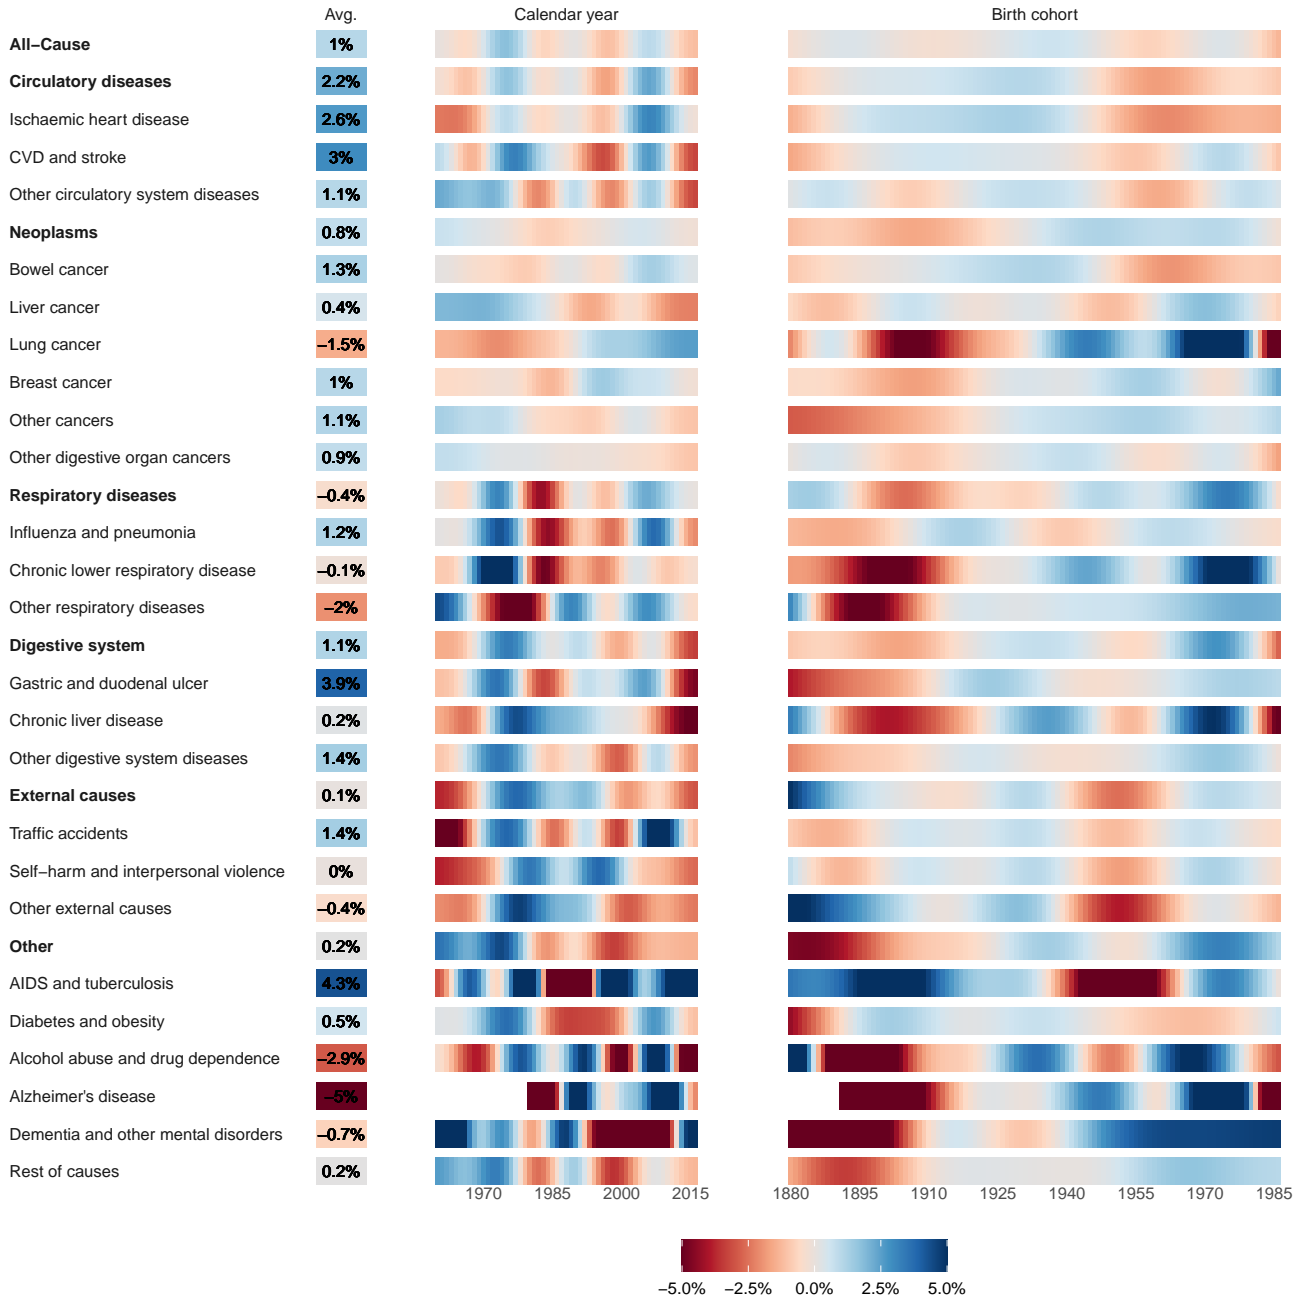 Avg. Calendar year Birth cohort
All−Cause 1%
Circulatory diseases 2.2%
Ischaemic heart disease 2.6%
CVD and stroke 3%
Other circulatory system diseases 1.1%
Neoplasms 0.8%
Bowel cancer 1.3%
Liver cancer 0.4%
Lung cancer −1.5%
Breast cancer 1%
Other cancers 1.1%
Other digestive organ cancers 0.9%
Respiratory diseases −0.4%
Influenza and pneumonia 1.2%
Chronic lower respiratory disease −0.1%
Other respiratory diseases −2%
Digestive system 1.1%
Gastric and duodenal ulcer 3.9%
Chronic liver disease 0.2%
Other digestive system diseases 1.4%
External causes 0.1%
Traffic accidents 1.4%
Self−harm and interpersonal violence 0%
Other external causes −0.4%
Other 0.2%
AIDS and tuberculosis 4.3%
Diabetes and obesity 0.5%
Alcohol abuse and drug dependence −2.9%
Alzheimer's disease −5%
Dementia and other mental disorders −0.7%
Rest of causes 0.2%
1970 1985 2000 2015 1880 1895 1910 1925 1940 1955 1970 1985
−5.0% −2.5% 0.0% 2.5% 5.0%